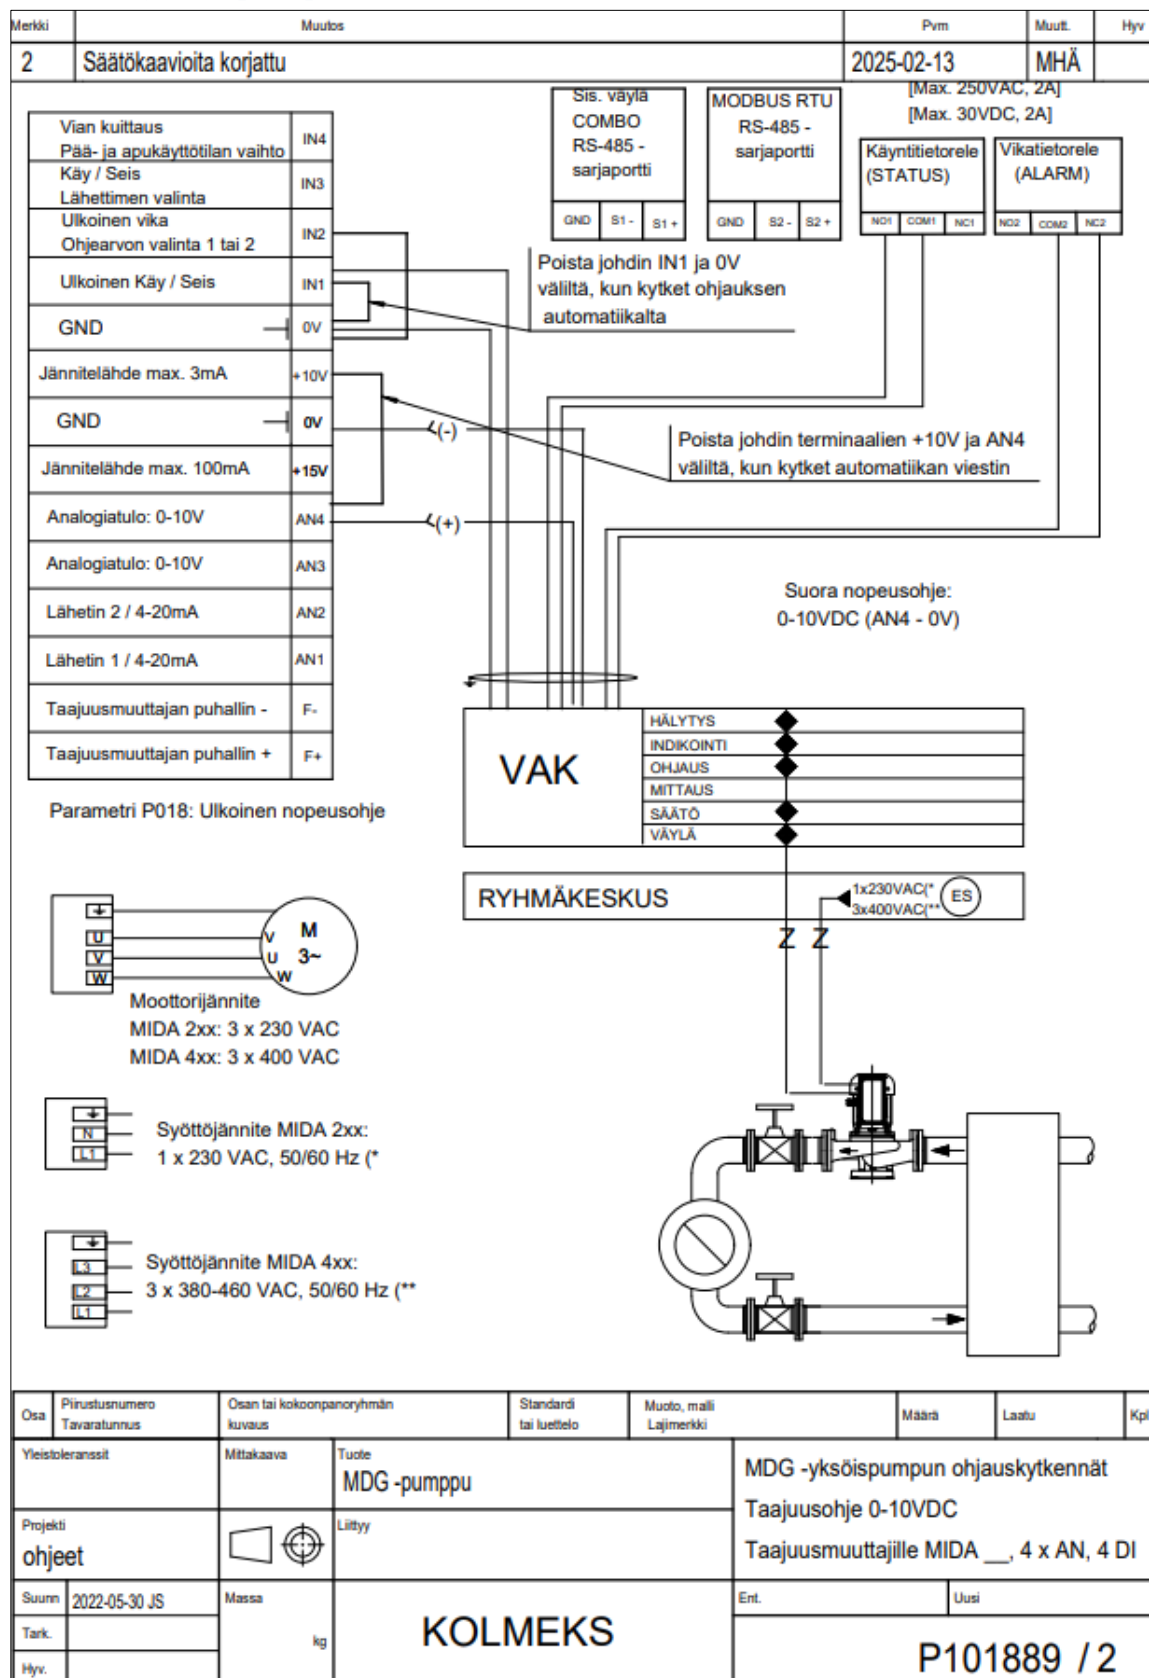 Merkki Muutos Pvm Muutt. Hyv
2 Säätökaavioita korjattu 2025-02-13 MHÄ
[Max. 250VAC, 2A]
[Max. 30VDC, 2A]
Vian kuittaus
Pää- ja apukäyttötilan vaihto
IN4
Käy / Seis
Lähettimen valinta
IN3
Ulkoinen vika
Ohjearvon valinta 1 tai 2
IN2
Ulkoinen Käy / Seis IN1
GND 0V
Jännitelähde max. 3mA +10V
GND 0V
Jännitelähde max. 100mA +15V
Analogiatulo: 0-10V AN4
Analogiatulo: 0-10V AN3
Lähetin 2 / 4-20mA AN2
Lähetin 1 / 4-20mA AN1
Taajuusmuuttajan puhallin - F-
Taajuusmuuttajan puhallin + F+
Sis. väylä
COMBO
RS-485 -
sarjaportti
GND S1 - S1 +
MODBUS RTU
RS-485 -
sarjaportti
GND S2 - S2 +
Käyntitietorele
(STATUS)
NO1 COM1 NC1
Vikatietorele
(ALARM)
NO2 COM2 NC2
Poista johdin IN1 ja 0V
väliltä, kun kytket ohjauksen
automatiikalta
(-)
Poista johdin terminaalien +10V ja AN4
väliltä, kun kytket automatiikan viestin
(+)
Suora nopeusohje:
0-10VDC (AN4 - 0V)
VAK
HÄLYTYS
INDIKOINTI
OHJAUS
MITTAUS
SÄÄTÖ
VÄYLÄ
Parametri P018: Ulkoinen nopeusohje
RYHMÄKESKUS
1x230VAC(*
3x400VAC(**
ES
Z Z
U
V
W
V
U
W
M
3~
Moottorijännite
MIDA 2xx: 3 x 230 VAC
MIDA 4xx: 3 x 400 VAC
N
L1
Syöttöjännite MIDA 2xx:
1 x 230 VAC, 50/60 Hz (*
L3
L2
L1
Syöttöjännite MIDA 4xx:
3 x 380-460 VAC, 50/60 Hz (**
Osa
Piirustusnumero
Tavaratunnus
Osan tai kokoonpanoryhmän
kuvaus
Standardi
tai luettelo
Muoto, malli
Lajimerkki
Määrä
Laatu
Kpl
Yleistoleranssit
Mittakaava
Tuote
MDG -pumppu
MDG -yksöispumpun ohjauskytkennät
Taajuusohje 0-10VDC
Taajuusmuuttajille MIDA __, 4 x AN, 4 DI
Projekti
ohjeet
Liittyy
Suunn 2022-05-30 JS
Tark.
Hyv.
Massa
kg
KOLMEKS
Ent.
Uusi
P101889 / 2